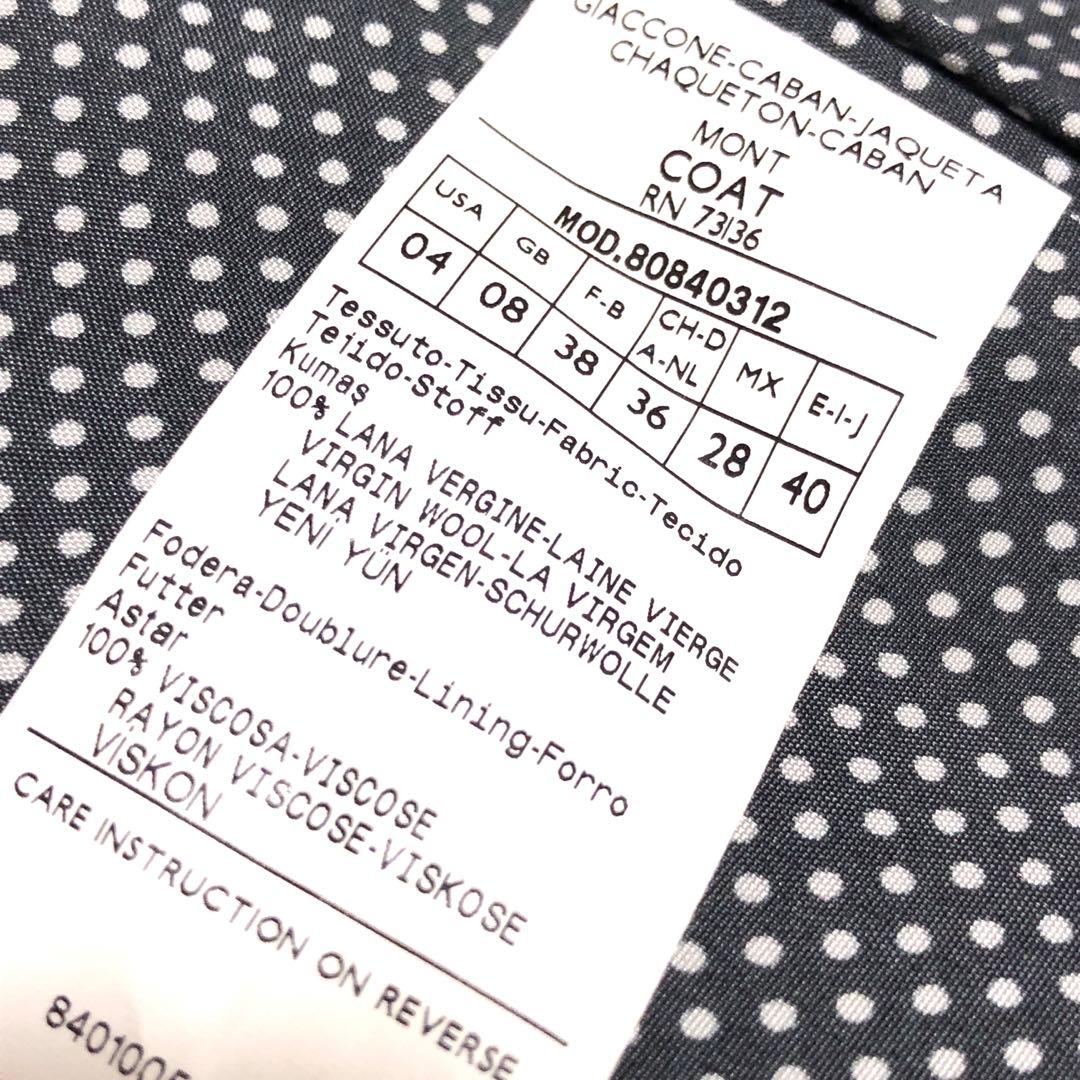 GIACCONE-CABAN-JAQUETA
CHAQUETON-CABAN
MONT
COAT
RN 73136
MOD.80840312
USA GB F-B CH-D A-NL MX E-I-J
04 08 38 36 28 40
Tessuto-Tissu-Fabric-Tecido
Tejido-Stoff
Kumaş
100% LANA VERGINE-LAINE VIERGE
VIRGIN WOOL-LA VIRGEM
LANA VIRGEN-SCHURWOLLE
YENİ YÜN
Fodera-Doublure-Lining-Forro
Futter
Astar
100% VISCOSA-VISCOSE
RAYON VISCOSE-VISKOSE
VİSKON
CARE INSTRUCTION ON REVERSE